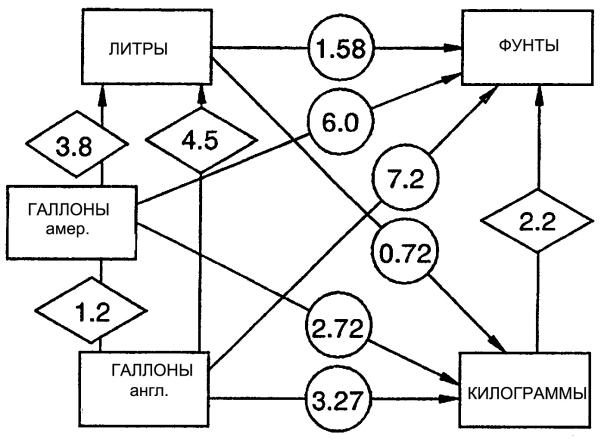 ЛИТРЫ
1.58
ФУНТЫ
6.0
3.8
4.5
7.2
ГАЛЛОНЫ
амер.
2.2
0.72
1.2
2.72
ГАЛЛОНЫ
англ.
3.27
КИЛОГРАММЫ